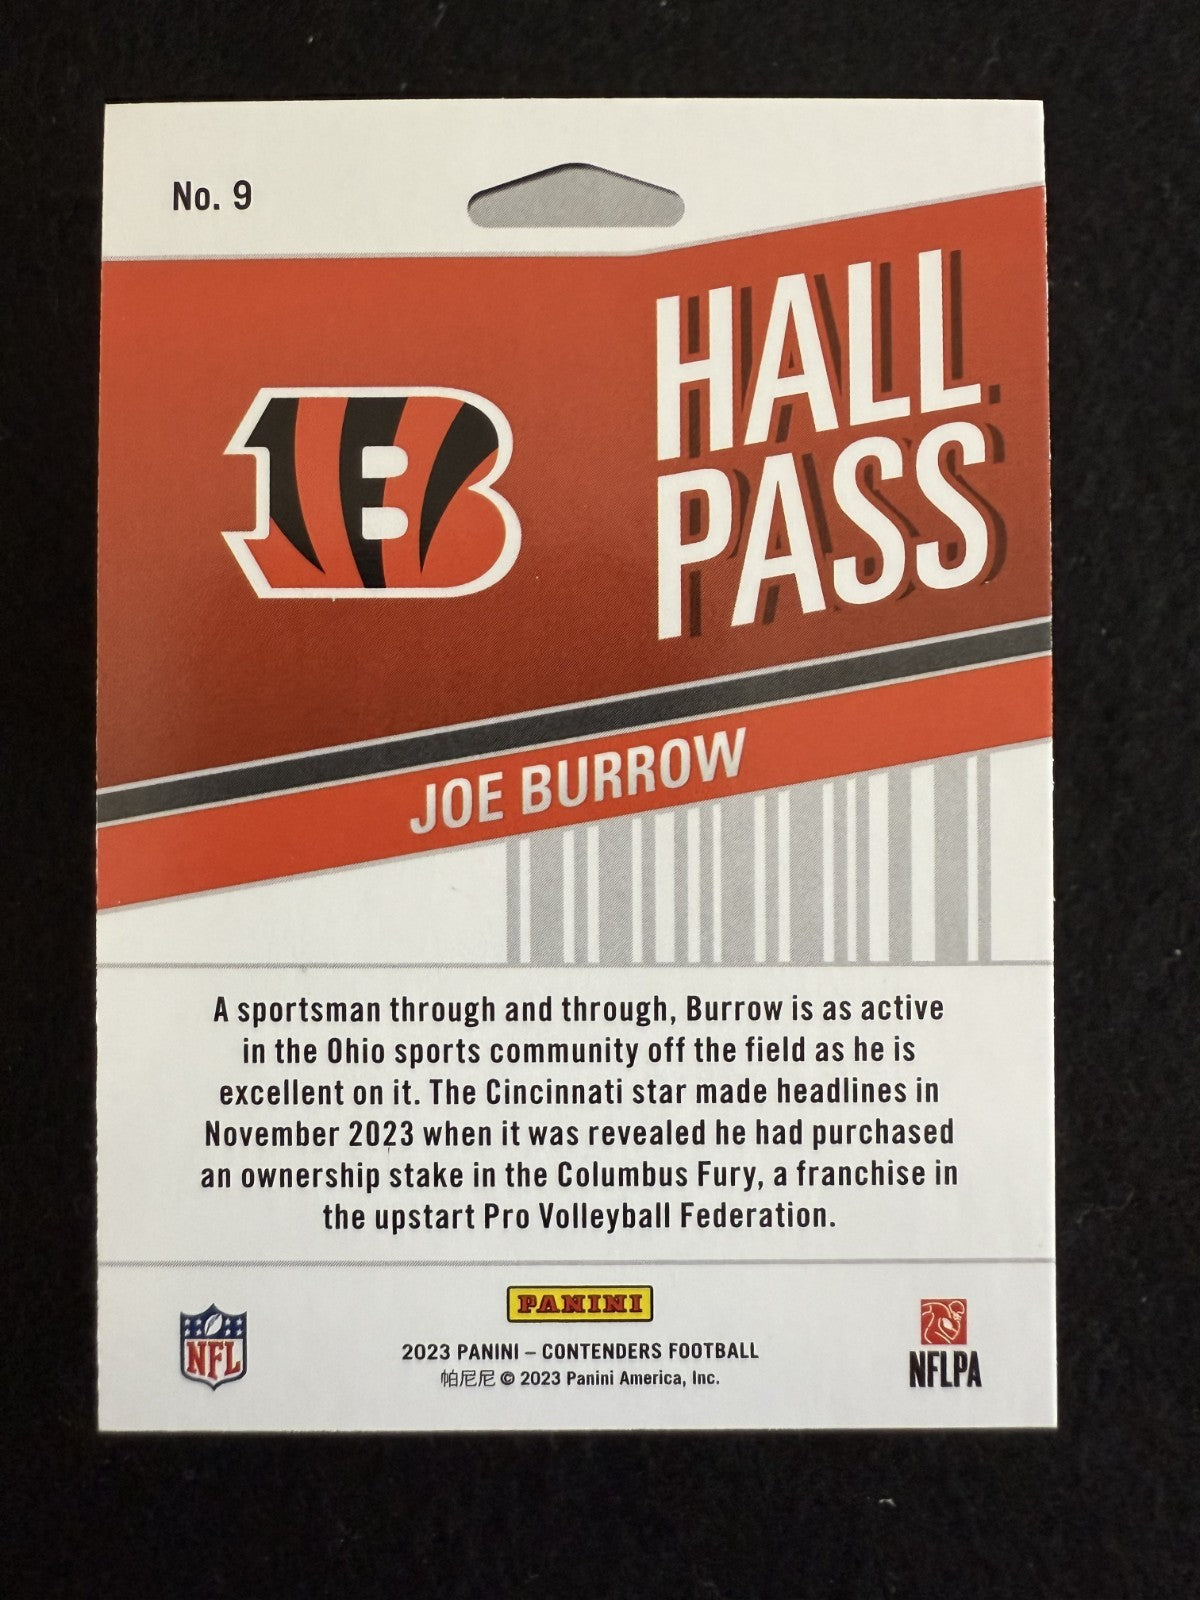 No. 9
HALL
PASS
B
JOE BURROW
A sportsman through and through, Burrow is as active
in the Ohio sports community off the field as he is
excellent on it. The Cincinnati star made headlines in
November 2023 when it was revealed he had purchased
an ownership stake in the Columbus Fury, a franchise in
the upstart Pro Volleyball Federation.
PANINI
2023 PANINI – CONTENDERS FOOTBALL
帕尼尼 © 2023 Panini America, Inc.
NFL
NFLPA